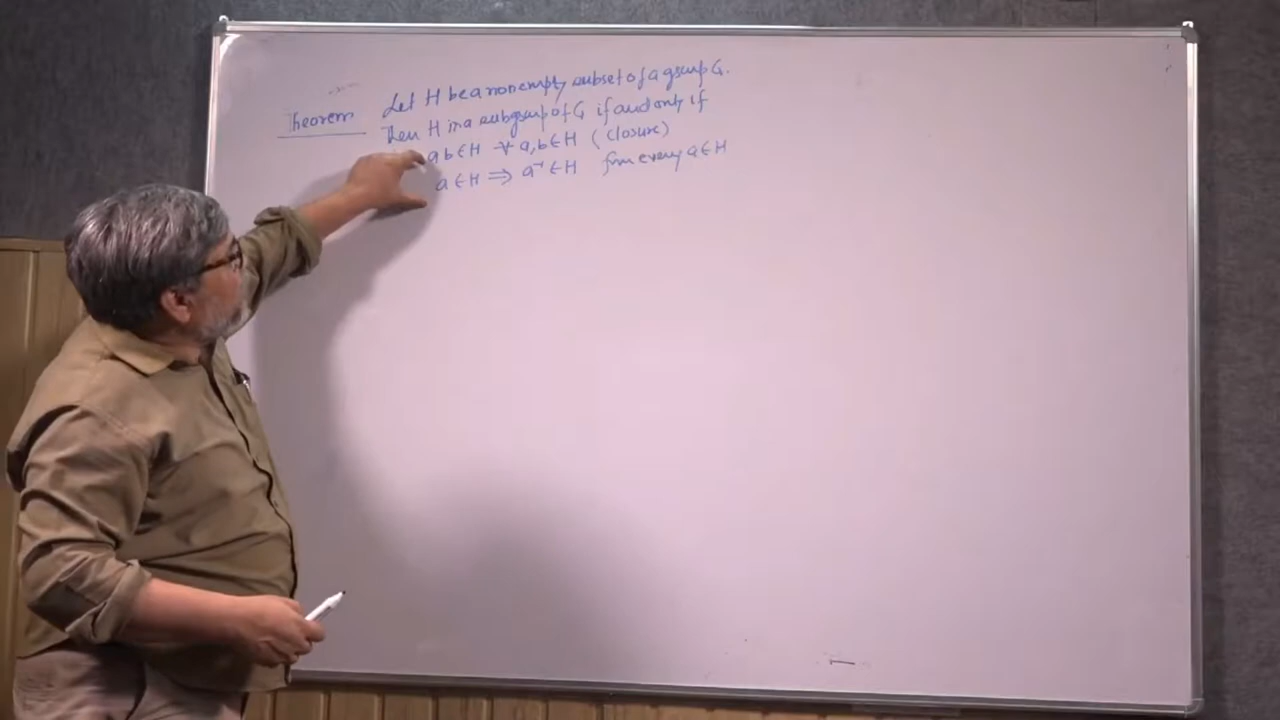 Theorem Let H be a nonempty subset of a group G.
Then H is a subgroup of G if and only if
ab ∈ H ∀ a, b ∈ H (closure)
a ∈ H ⟹ a⁻¹ ∈ H for every a ∈ H